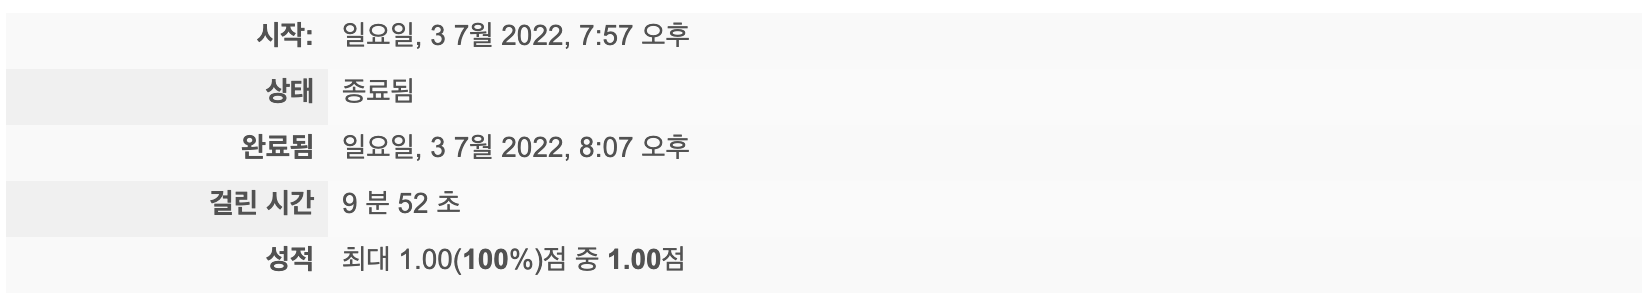 시작: 일요일, 3 7월 2022, 7:57 오후
상태 종료됨
완료됨 일요일, 3 7월 2022, 8:07 오후
걸린 시간 9 분 52 초
성적 최대 1.00(100%)점 중 1.00점